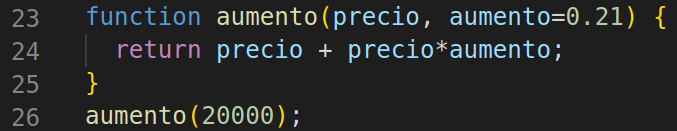 23 function aumento(precio, aumento=0.21) {
24   return precio + precio*aumento;
25 }
26 aumento(20000);